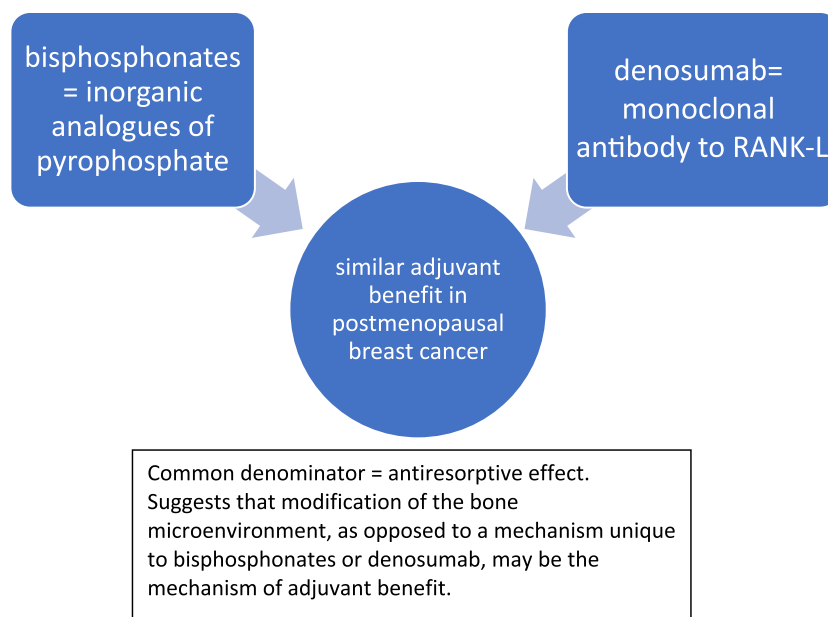 bisphosphonates
= inorganic
analogues of
pyrophosphate
denosumab=
monoclonal
antibody to RANK-L
similar adjuvant
benefit in
postmenopausal
breast cancer
Common denominator = antiresorptive effect.
Suggests that modification of the bone
microenvironment, as opposed to a mechanism unique
to bisphosphonates or denosumab, may be the
mechanism of adjuvant benefit.